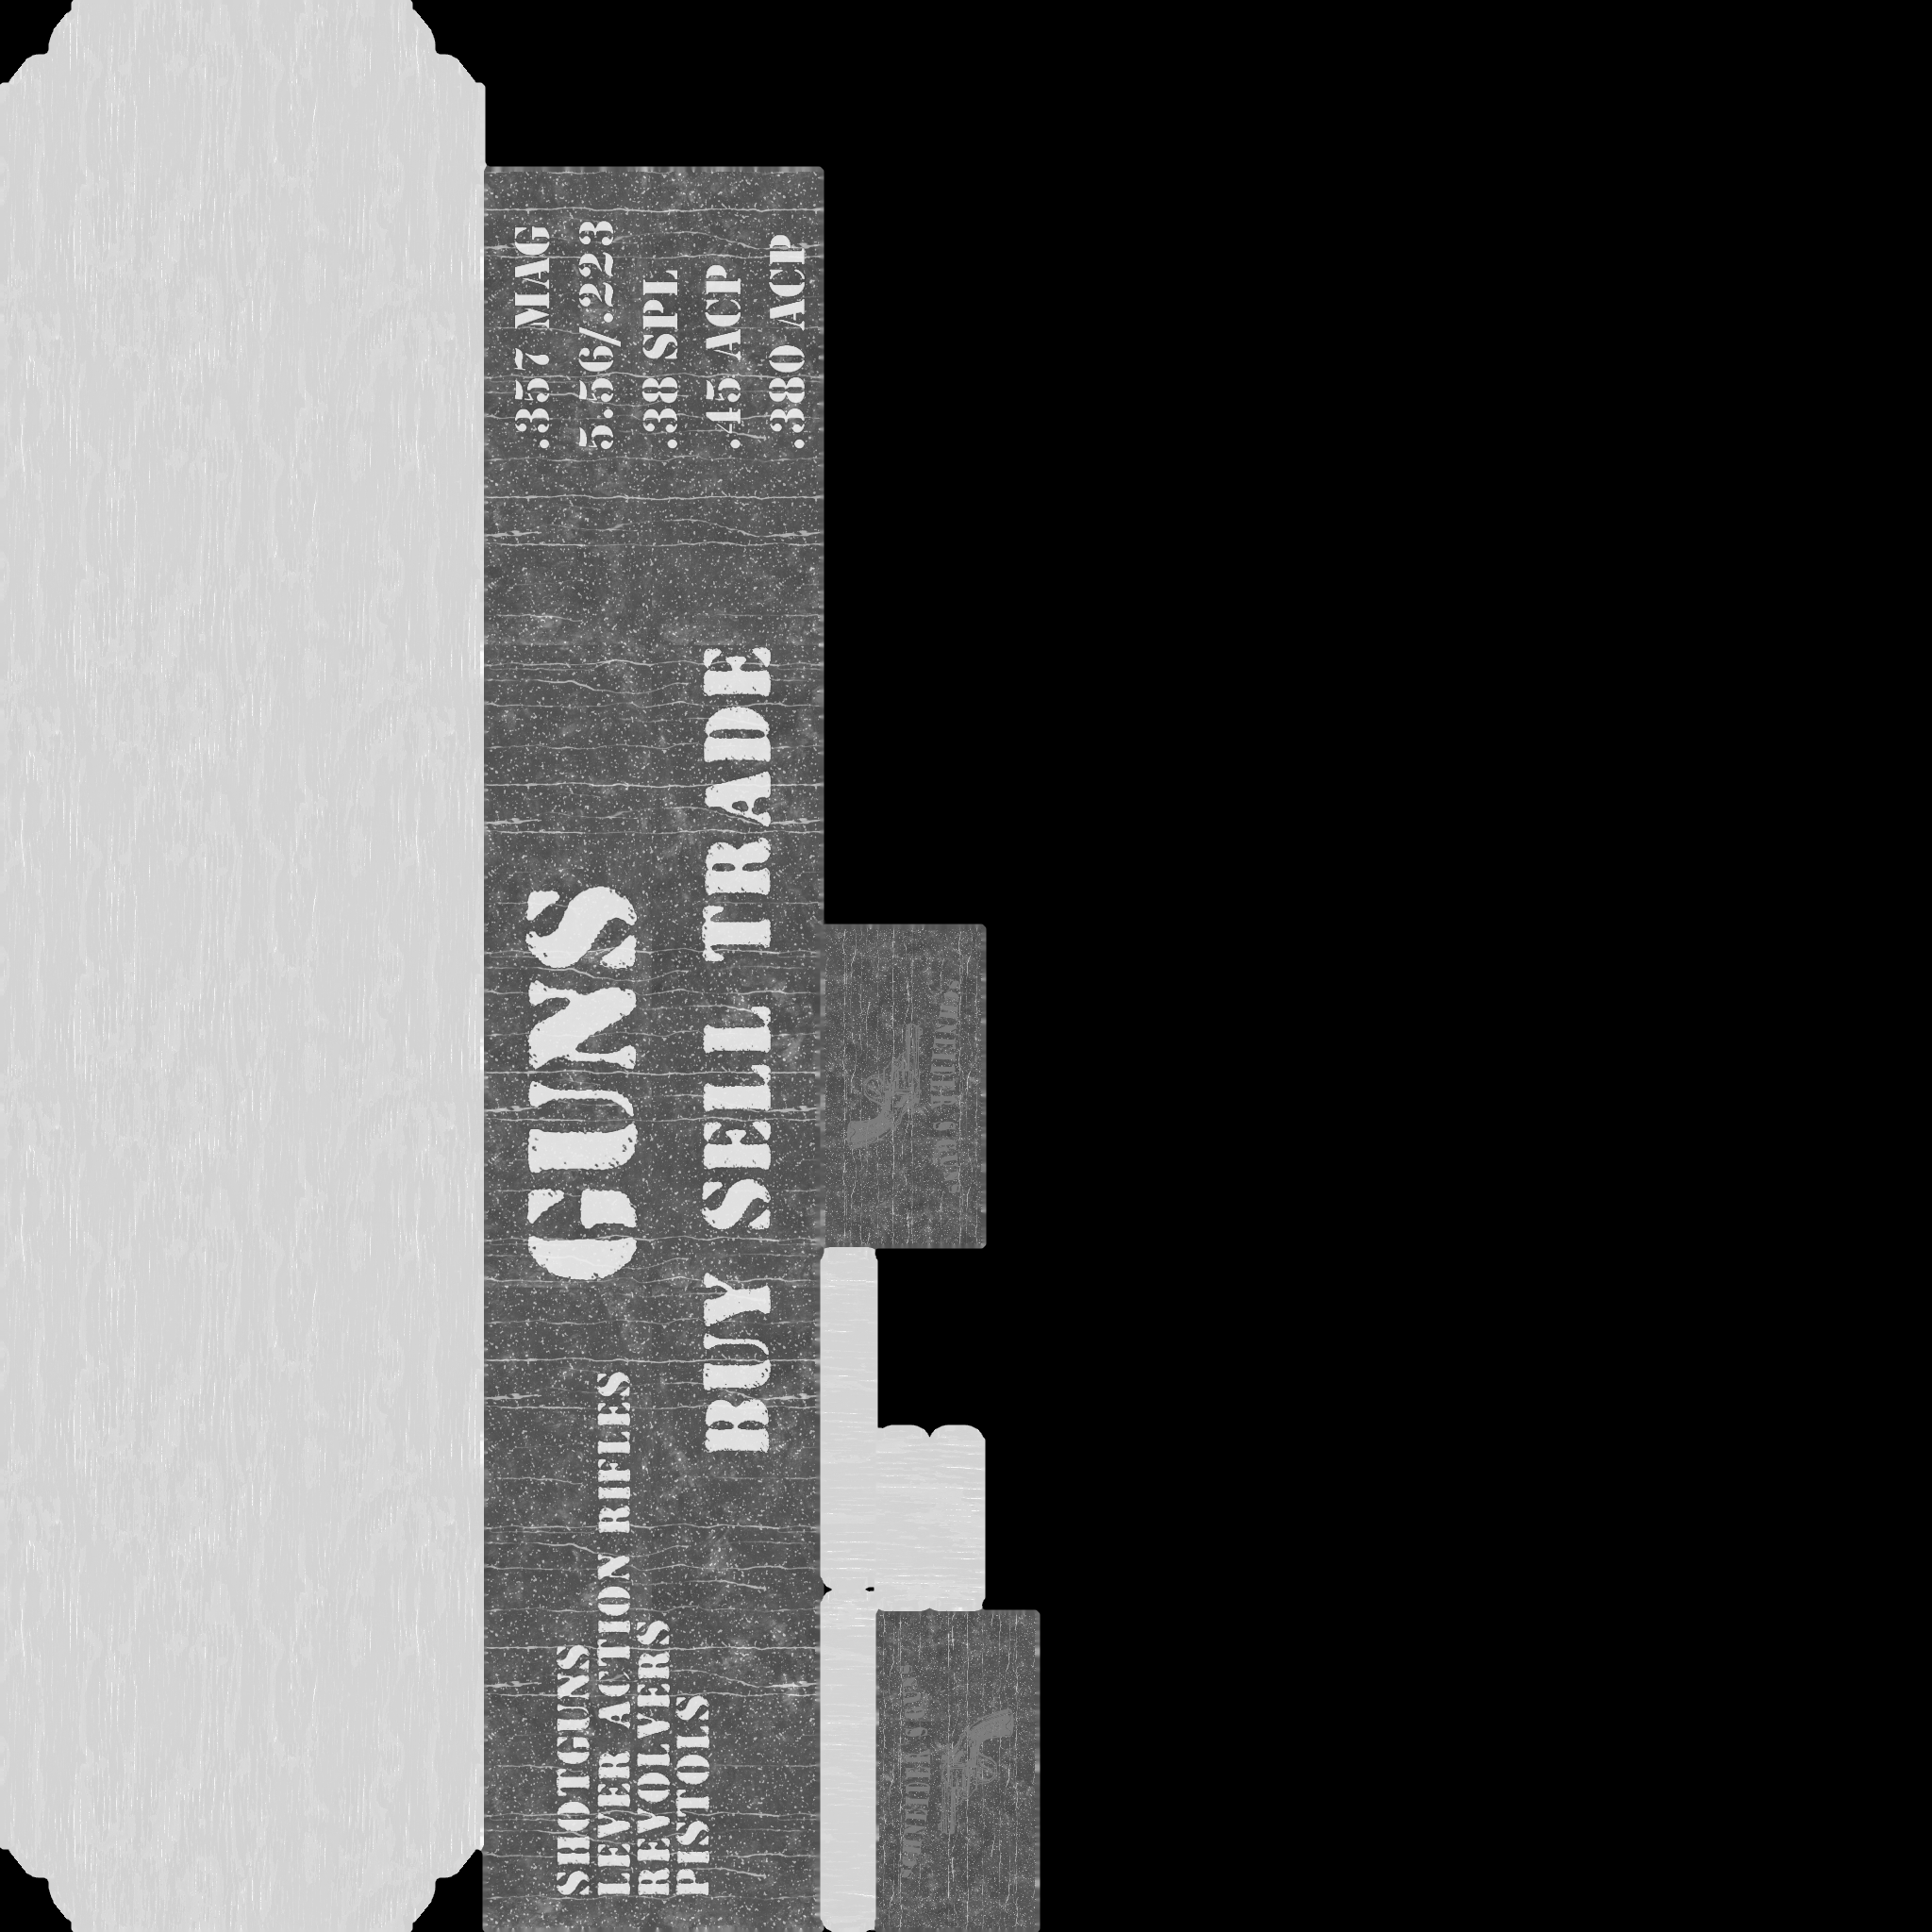 GUNS
BUY SELL TRADE
SHOTGUNS
LEVER ACTION RIFLES
REVOLVERS
PISTOLS
.357 MAG
5.56/.223
.38 SPL
.45 ACP
.380 ACP